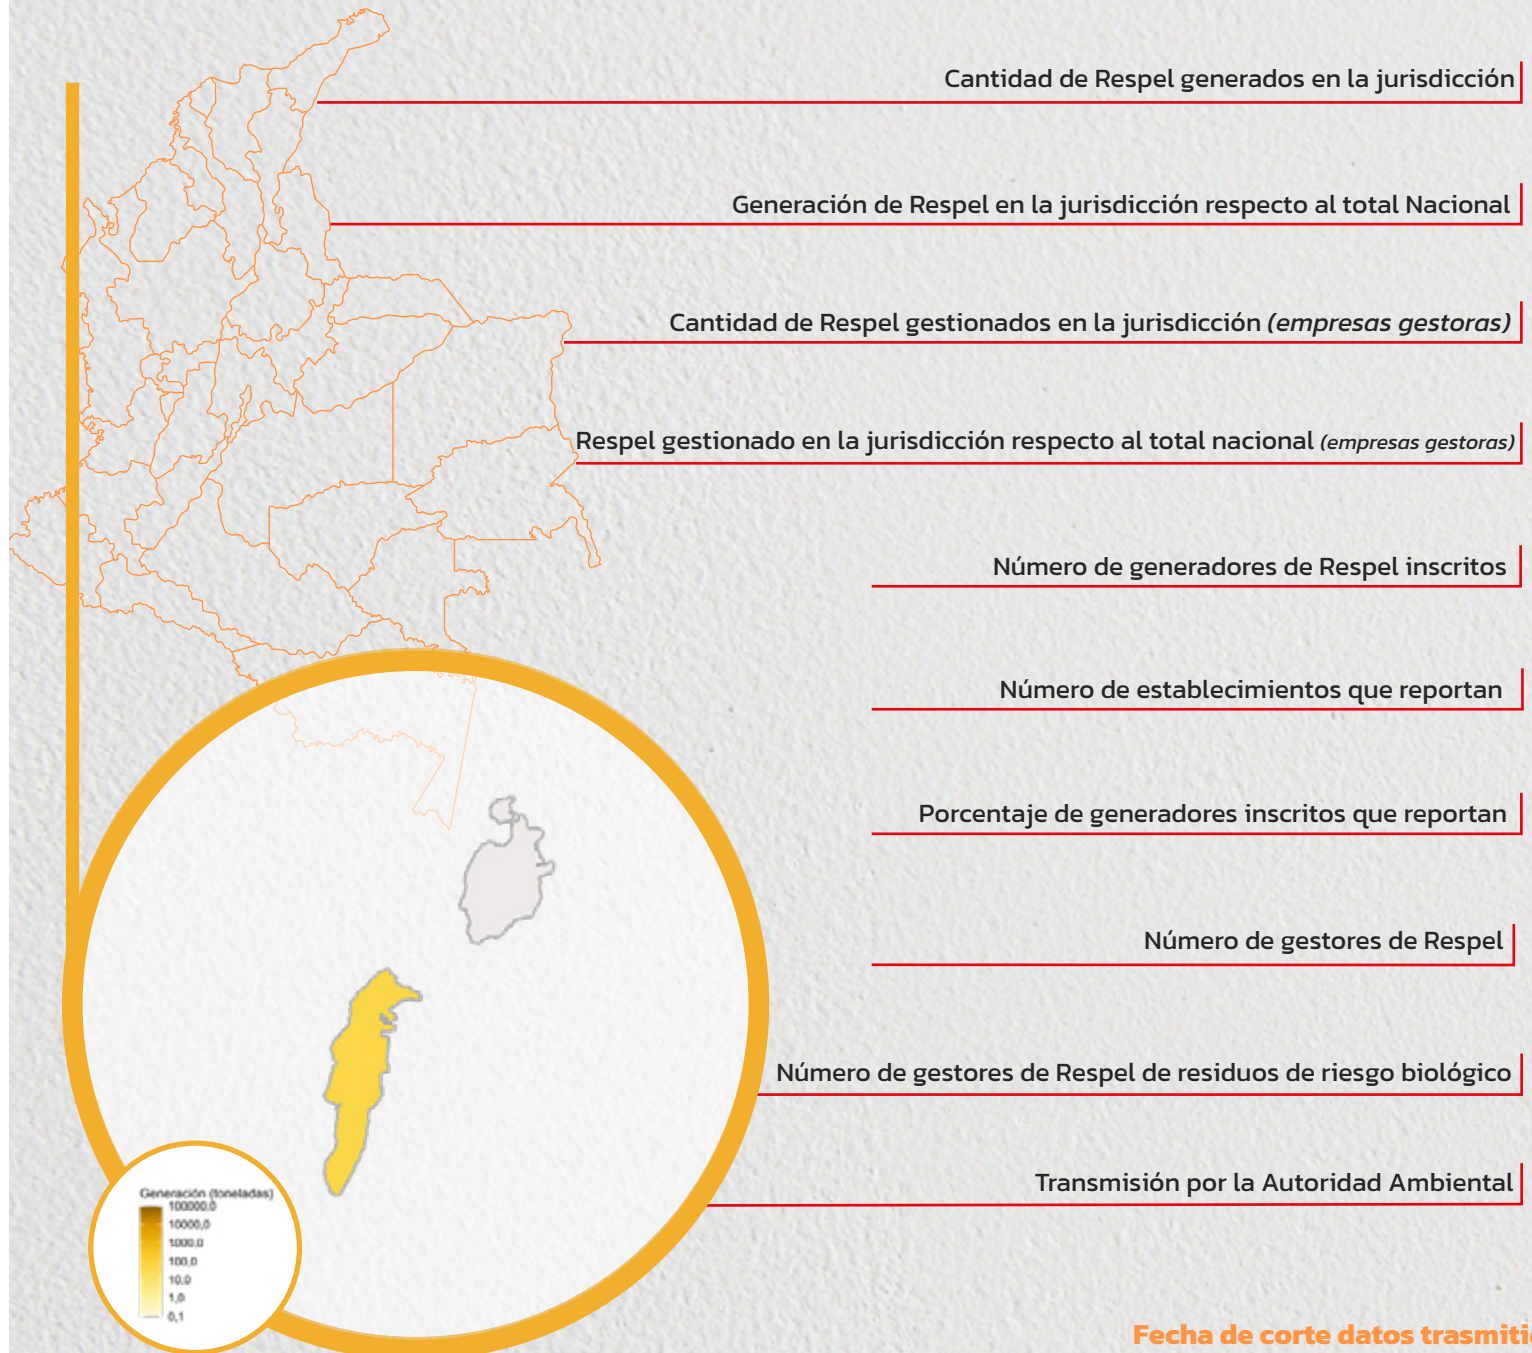 Cantidad de Respel generados en la jurisdicción
Generación de Respel en la jurisdicción respecto al total Nacional
Cantidad de Respel gestionados en la jurisdicción (empresas gestoras)
Respel gestionado en la jurisdicción respecto al total nacional (empresas gestoras)
Número de generadores de Respel inscritos
Número de establecimientos que reportan
Porcentaje de generadores inscritos que reportan
Número de gestores de Respel
Número de gestores de Respel de residuos de riesgo biológico
Transmisión por la Autoridad Ambiental
Generación (toneladas)
100000,0
10000,0
1000,0
100,0
10,0
1,0
0,1
Fecha de corte datos trasmiti